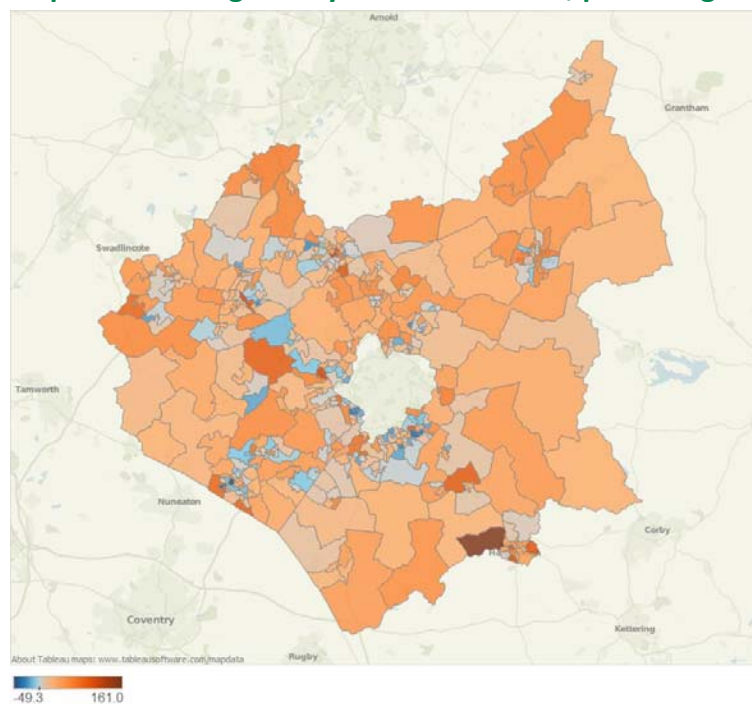 Arnold
Grantham
Swadlincote
Tamworth
Nuneaton
Corby
Coventry
Kettering
Rugby
About Tableau maps: www.tableausoftware.com/mapdata
-49.3
161.0